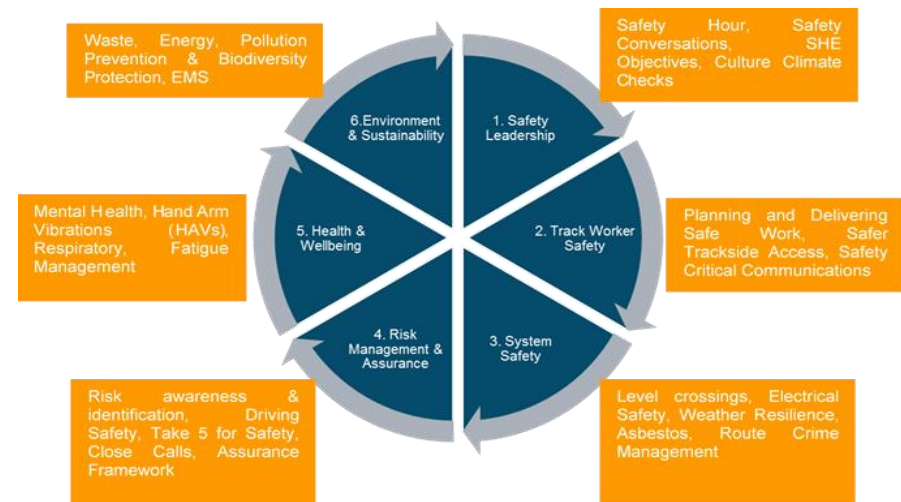 Safety Hour, Safety
Conversations, SHE
Objectives, Culture Climate
Checks
1. Safety
Leadership
Planning and Delivering
Safe Work, Safer
Trackside Access, Safety
Critical Communications
2. Track Worker
Safety
Level crossings, Electrical
Safety, Weather Resilience,
Asbestos, Route Crime
Management
3. System
Safety
Risk awareness &
identification, Driving
Safety, Take 5 for Safety,
Close Calls, Assurance
Framework
4. Risk
Management &
Assurance
Mental Health, Hand Arm
Vibrations (HAVs),
Respiratory, Fatigue
Management
5. Health &
Wellbeing
Waste, Energy, Pollution
Prevention & Biodiversity
Protection, EMS
6.Environment
& Sustainability